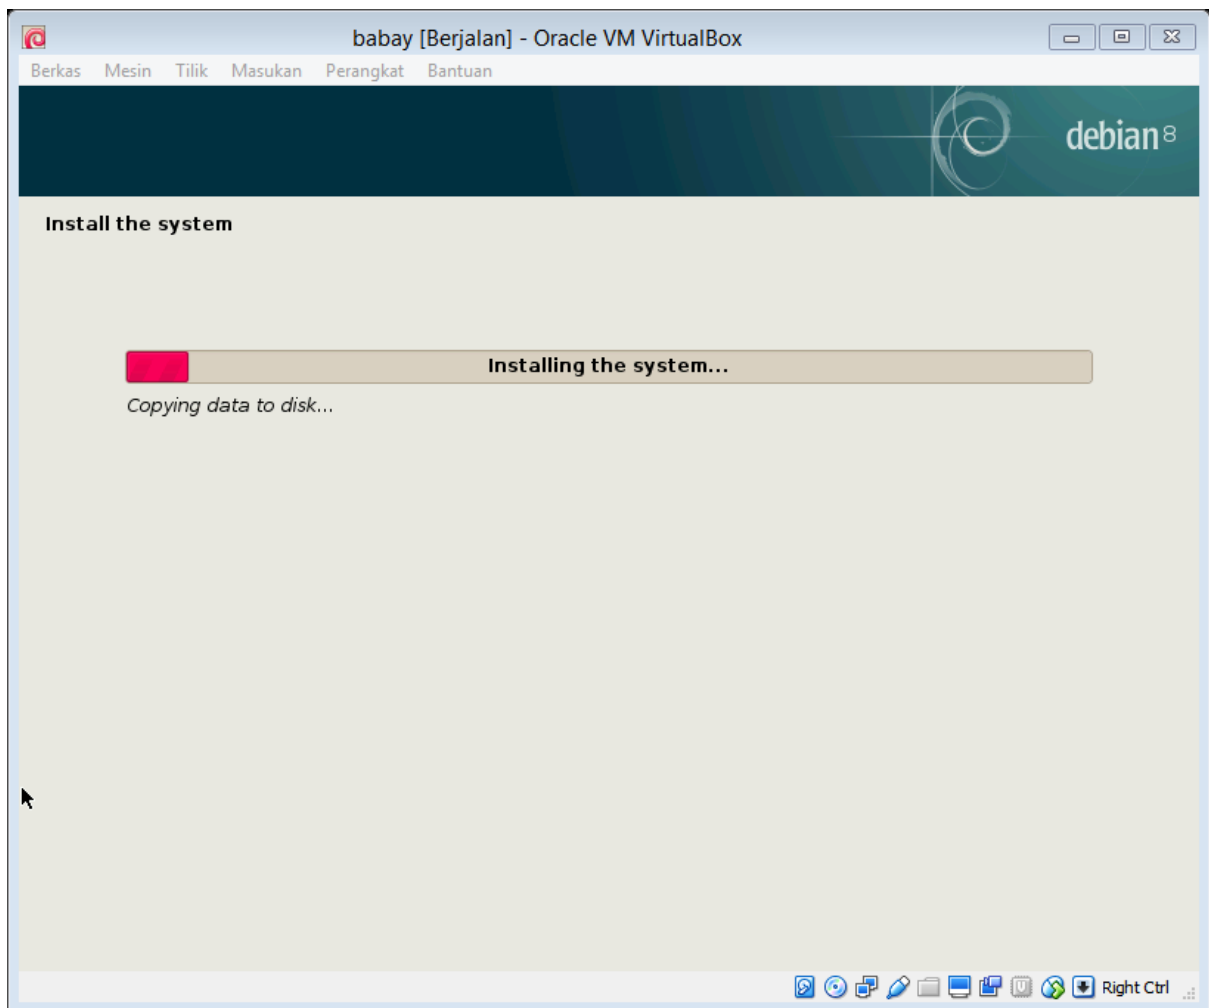 babay [Berjalan] - Oracle VM VirtualBox
Berkas Mesin Tilik Masukan Perangkat Bantuan
debian 8
Install the system
Installing the system...
Copying data to disk...
Right Ctrl